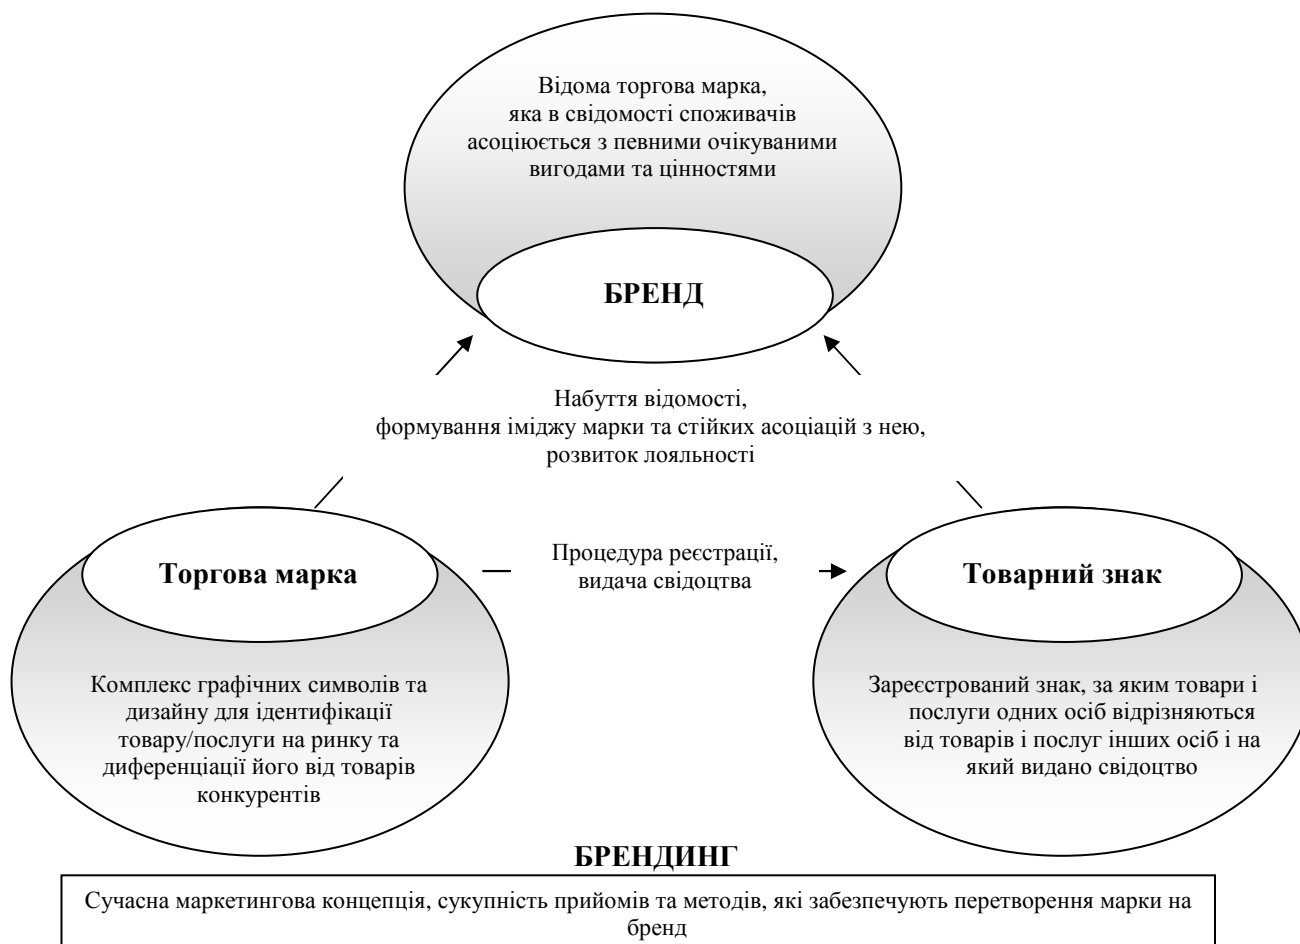 Відома торгова марка,
яка в свідомості споживачів
асоціюється з певними очікуваними
вигодами та цінностями
БРЕНД
Набуття відомості,
формування іміджу марки та стійких асоціацій з нею,
розвиток лояльності
Торгова марка
Процедура реєстрації,
видача свідоцтва
Товарний знак
Комплекс графічних символів та
дизайну для ідентифікації
товару/послуги на ринку та
диференціації його від товарів
конкурентів
Зареєстрований знак, за яким товари і
послуги одних осіб відрізняються
від товарів і послуг інших осіб і на
який видано свідоцтво
БРЕНДИНГ
Сучасна маркетингова концепція, сукупність прийомів та методів, які забезпечують перетворення марки на
бренд